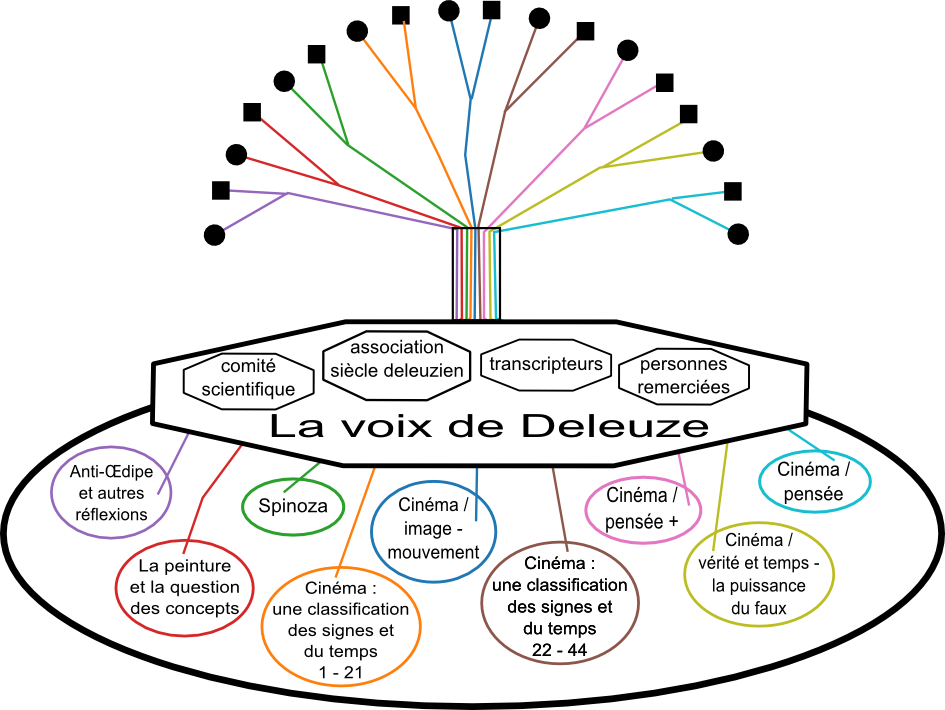 comité
scientifique
association
siècle deleuzien
transcripteurs
personnes
remerciées
La voix de Deleuze
Anti-Œdipe
et autres
réflexions
La peinture
et la question
des concepts
Spinoza
Cinéma :
une classification
des signes et
du temps
1 - 21
Cinéma /
image -
mouvement
Cinéma :
une classification
des signes et
du temps
22 - 44
Cinéma /
pensée +
Cinéma /
vérité et temps -
la puissance
du faux
Cinéma /
pensée